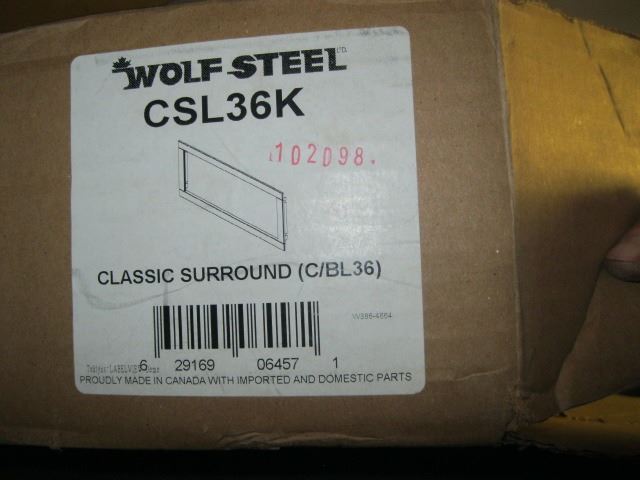 WOLF STEEL LTD.
CSL36K
102098
CLASSIC SURROUND (C/BL36)
W385-4664
6 29169 06457 1
PROUDLY MADE IN CANADA WITH IMPORTED AND DOMESTIC PARTS